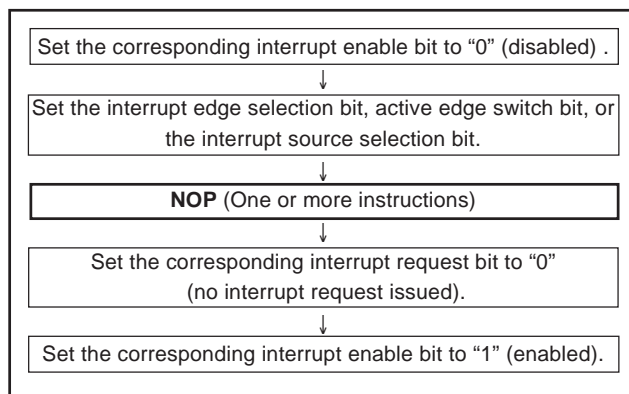 Set the corresponding interrupt enable bit to “0” (disabled) .
↓
Set the interrupt edge selection bit, active edge switch bit, or
the interrupt source selection bit.
↓
NOP (One or more instructions)
↓
Set the corresponding interrupt request bit to “0”
(no interrupt request issued).
↓
Set the corresponding interrupt enable bit to “1” (enabled).